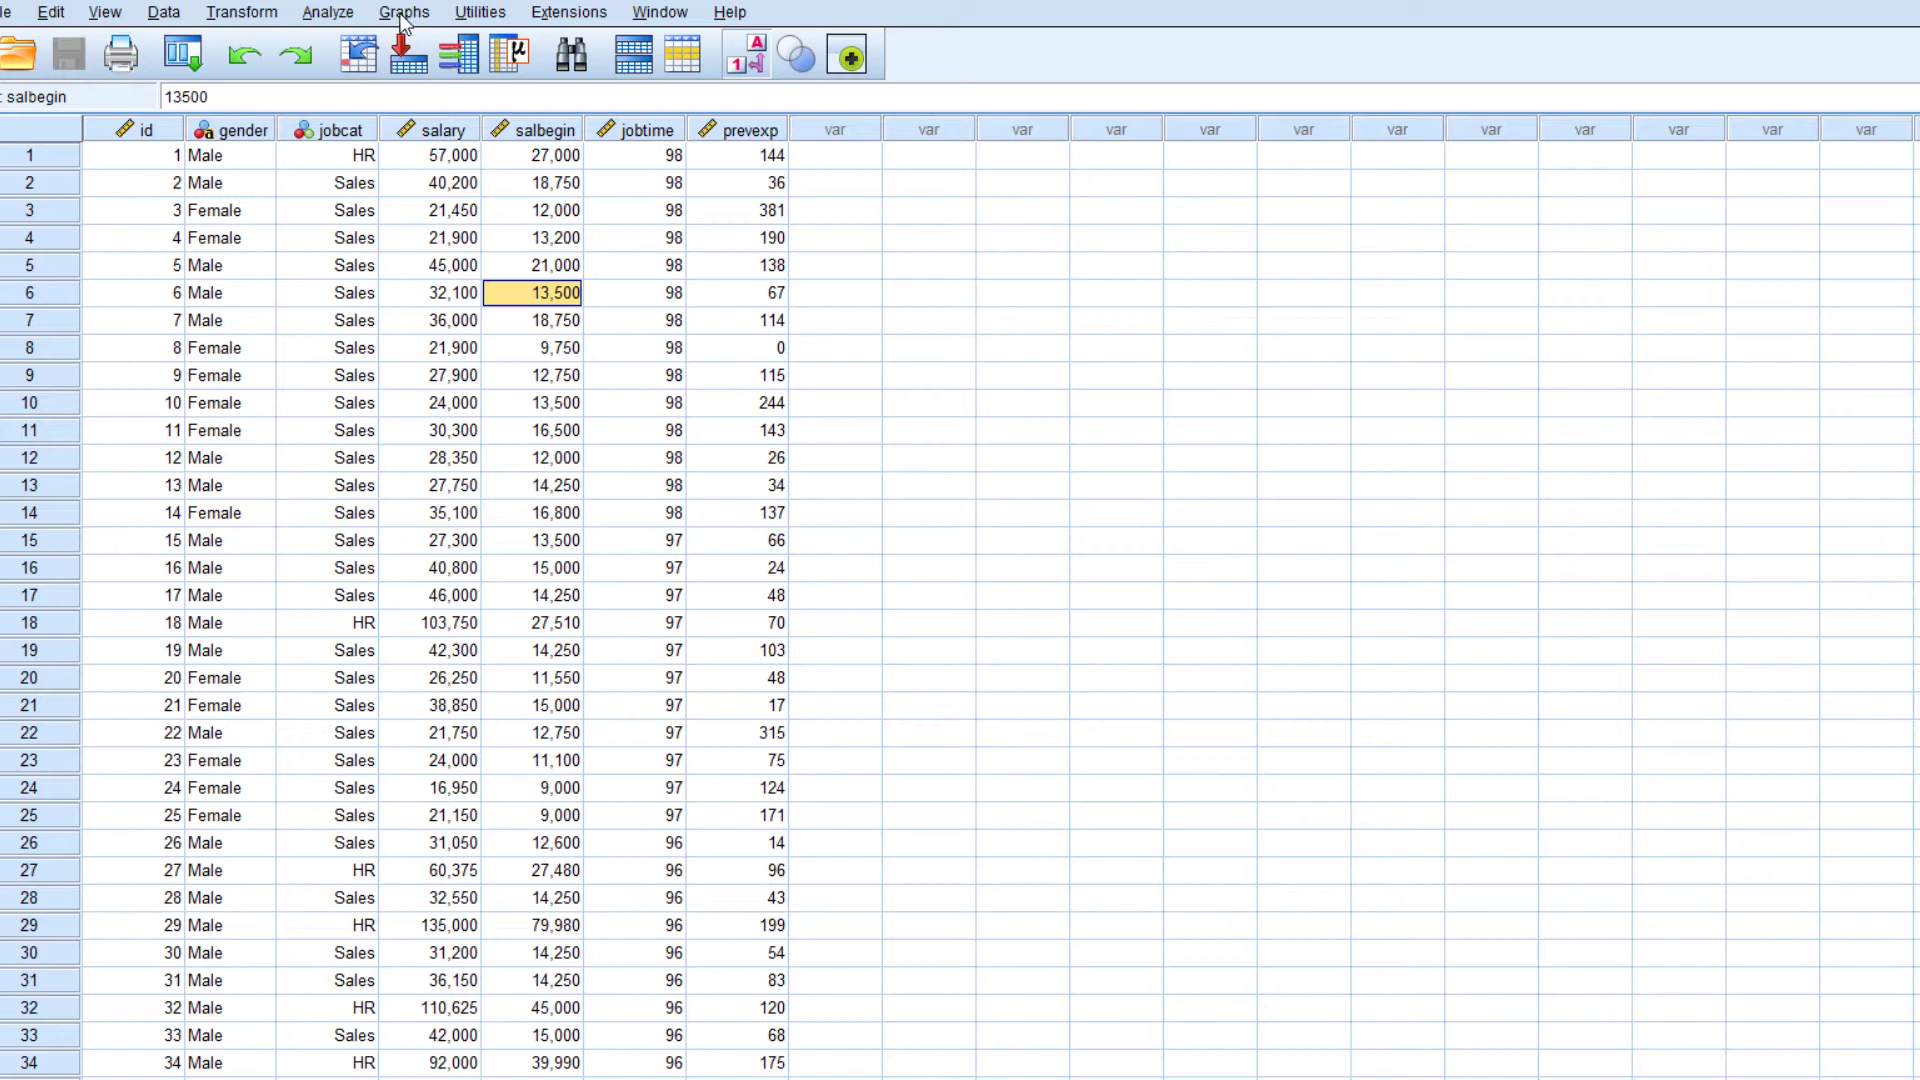 le Edit View Data Transform Analyze Graphs Utilities Extensions Window Help
: salbegin 13500
id gender jobcat salary salbegin jobtime prevexp var var var var var var var var var var var var
1 1 Male HR 57,000 27,000 98 144
2 2 Male Sales 40,200 18,750 98 36
3 3 Female Sales 21,450 12,000 98 381
4 4 Female Sales 21,900 13,200 98 190
5 5 Male Sales 45,000 21,000 98 138
6 6 Male Sales 32,100 13,500 98 67
7 7 Male Sales 36,000 18,750 98 114
8 8 Female Sales 21,900 9,750 98 0
9 9 Female Sales 27,900 12,750 98 115
10 10 Female Sales 24,000 13,500 98 244
11 11 Female Sales 30,300 16,500 98 143
12 12 Male Sales 28,350 12,000 98 26
13 13 Male Sales 27,750 14,250 98 34
14 14 Female Sales 35,100 16,800 98 137
15 15 Male Sales 27,300 13,500 97 66
16 16 Male Sales 40,800 15,000 97 24
17 17 Male Sales 46,000 14,250 97 48
18 18 Male HR 103,750 27,510 97 70
19 19 Male Sales 42,300 14,250 97 103
20 20 Female Sales 26,250 11,550 97 48
21 21 Female Sales 38,850 15,000 97 17
22 22 Male Sales 21,750 12,750 97 315
23 23 Female Sales 24,000 11,100 97 75
24 24 Female Sales 16,950 9,000 97 124
25 25 Female Sales 21,150 9,000 97 171
26 26 Male Sales 31,050 12,600 96 14
27 27 Male HR 60,375 27,480 96 96
28 28 Male Sales 32,550 14,250 96 43
29 29 Male HR 135,000 79,980 96 199
30 30 Male Sales 31,200 14,250 96 54
31 31 Male Sales 36,150 14,250 96 83
32 32 Male HR 110,625 45,000 96 120
33 33 Male Sales 42,000 15,000 96 68
34 34 Male HR 92,000 39,990 96 175